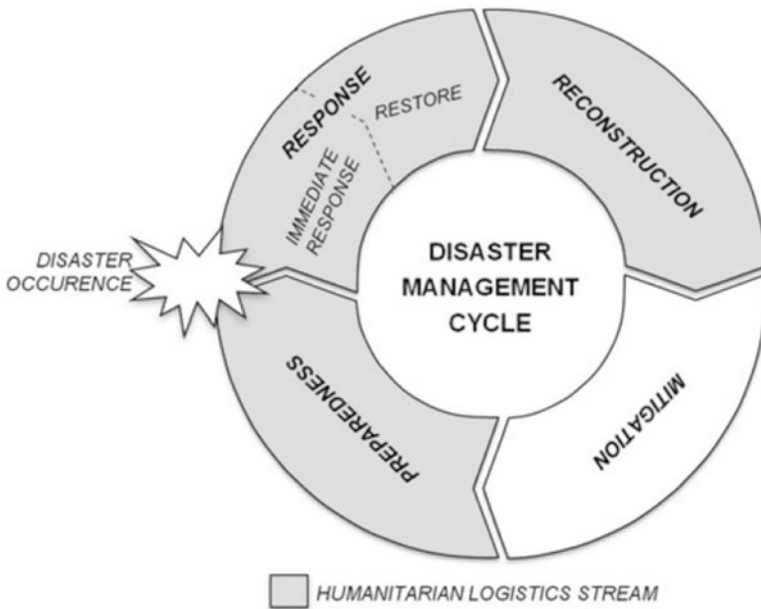 RESPONSE
RESTORE
IMMEDIATE
RESPONSE
RECONSTRUCTION
DISASTER
OCCURENCE
DISASTER
MANAGEMENT
CYCLE
PREPAREDNESS
MITIGATION
HUMANITARIAN LOGISTICS STREAM